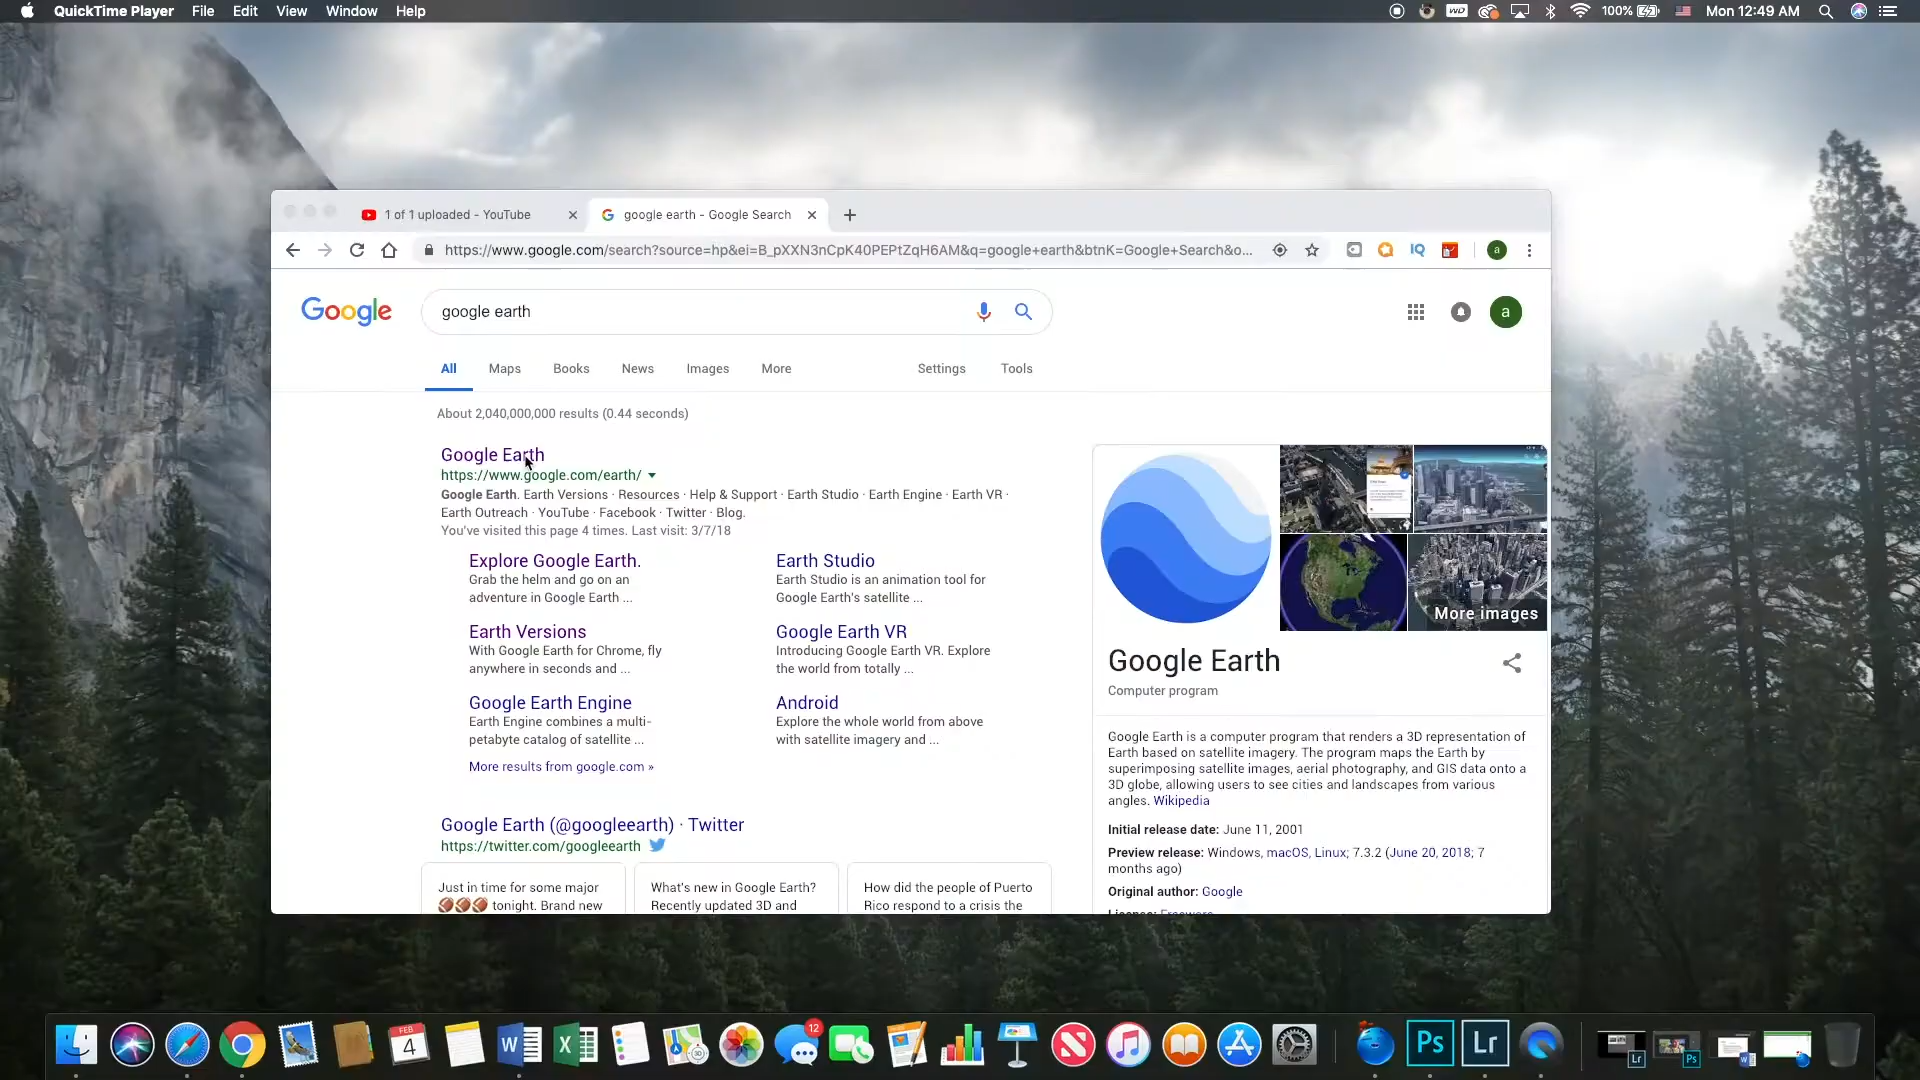 QuickTime Player File Edit View Window Help
WD 100% Mon 12:49 AM
1 of 1 uploaded - YouTube
google earth - Google Search
https://www.google.com/search?source=hp&ei=B_pXXN3nCpK40PEPtZqH6AM&q=google+earth&btnK=Google+Search&o...
IQ
a
Google
google earth
a
All Maps Books News Images More Settings Tools
About 2,040,000,000 results (0.44 seconds)
Google Earth
https://www.google.com/earth/
Google Earth. Earth Versions · Resources · Help & Support · Earth Studio · Earth Engine · Earth VR ·
Earth Outreach · YouTube · Facebook · Twitter · Blog.
You've visited this page 4 times. Last visit: 3/7/18
Explore Google Earth.
Grab the helm and go on an
adventure in Google Earth ...
Earth Studio
Earth Studio is an animation tool for
Google Earth's satellite ...
Earth Versions
With Google Earth for Chrome, fly
anywhere in seconds and ...
Google Earth VR
Introducing Google Earth VR. Explore
the world from totally ...
Google Earth Engine
Earth Engine combines a multi-
petabyte catalog of satellite ...
Android
Explore the whole world from above
with satellite imagery and ...
More results from google.com »
Google Earth (@googleearth) · Twitter
https://twitter.com/googleearth
Just in time for some major
🏈🏈🏈 tonight. Brand new
What's new in Google Earth?
Recently updated 3D and
How did the people of Puerto
Rico respond to a crisis the
More images
Google Earth
Computer program
Google Earth is a computer program that renders a 3D representation of
Earth based on satellite imagery. The program maps the Earth by
superimposing satellite images, aerial photography, and GIS data onto a
3D globe, allowing users to see cities and landscapes from various
angles. Wikipedia
Initial release date: June 11, 2001
Preview release: Windows, macOS, Linux; 7.3.2 (June 20, 2018; 7
months ago)
Original author: Google
License: Freeware
FEB
4
W
X
12
Ps
Lr
Lr
Ps
W